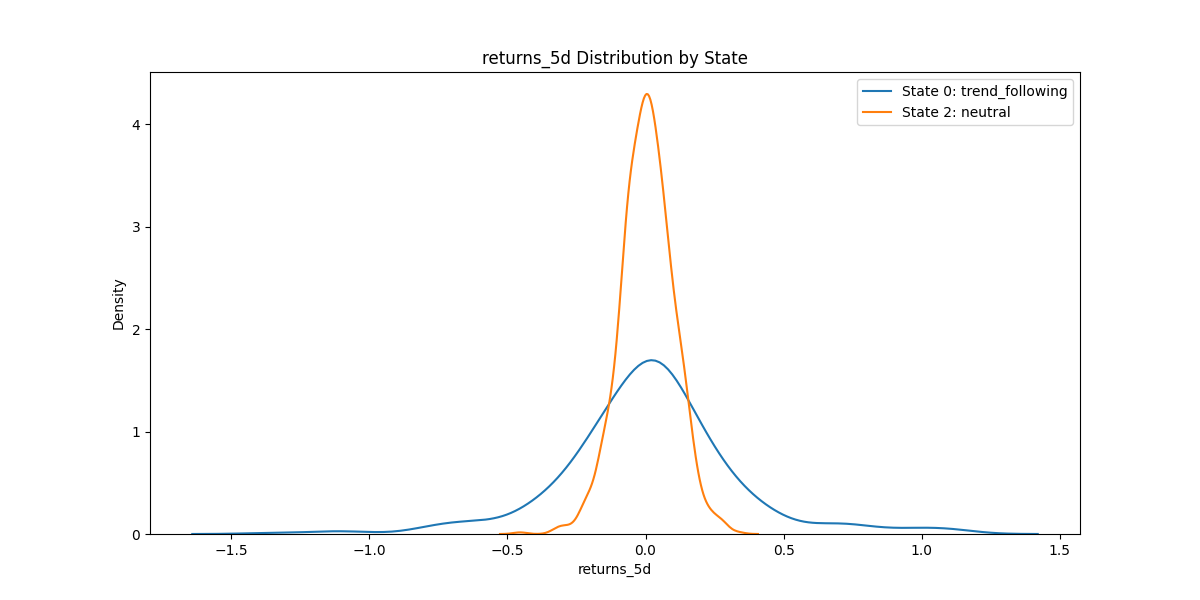 returns_5d Distribution by State
State 0: trend_following
State 2: neutral
Density
4
3
2
1
0
−1.5 −1.0 −0.5 0.0 0.5 1.0 1.5
returns_5d